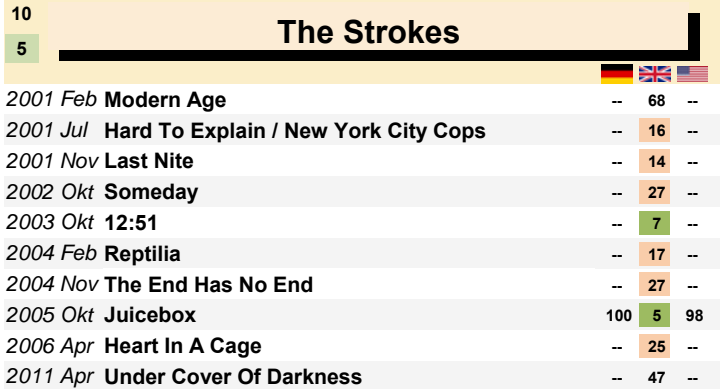 10
5
The Strokes
2001 Feb Modern Age -- 68 --
2001 Jul Hard To Explain / New York City Cops -- 16 --
2001 Nov Last Nite -- 14 --
2002 Okt Someday -- 27 --
2003 Okt 12:51 -- 7 --
2004 Feb Reptilia -- 17 --
2004 Nov The End Has No End -- 27 --
2005 Okt Juicebox 100 5 98
2006 Apr Heart In A Cage -- 25 --
2011 Apr Under Cover Of Darkness -- 47 --